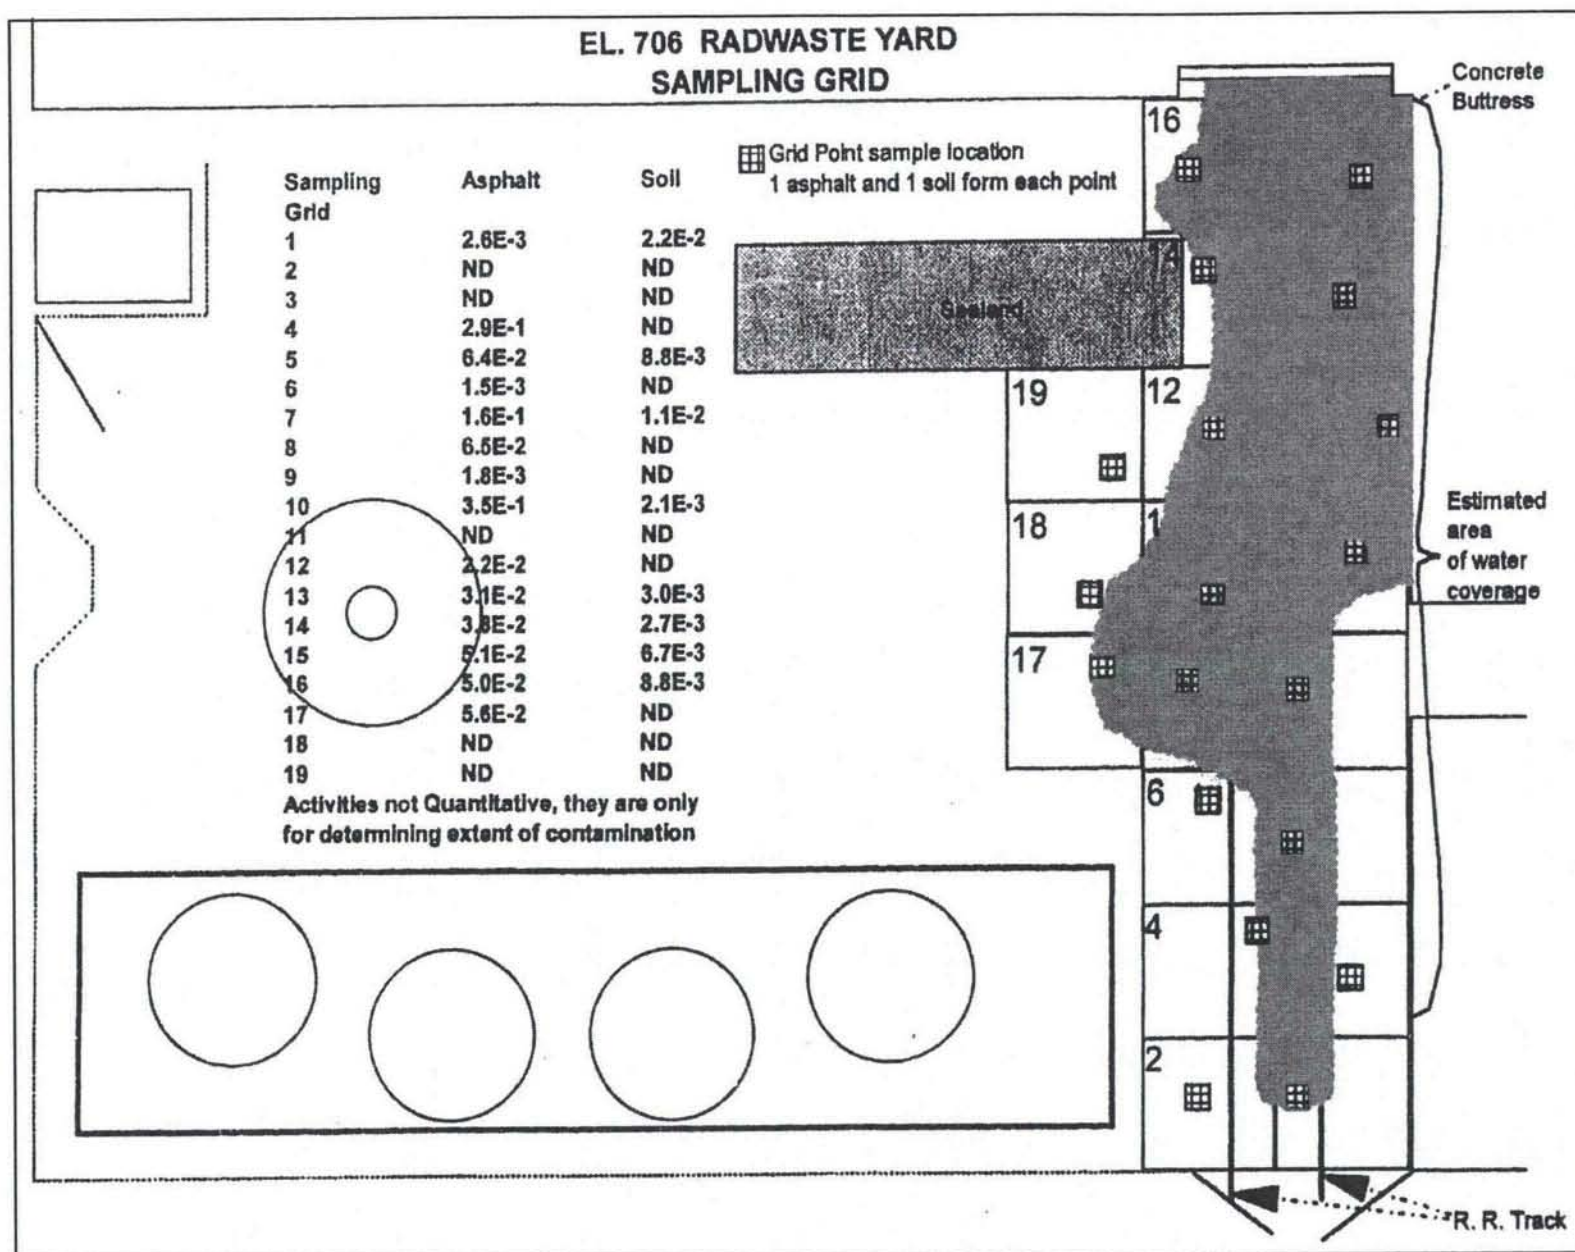 EL. 706 RADWASTE YARD
SAMPLING GRID
Concrete
Buttress
Grid Point sample location
1 asphalt and 1 soil form each point
Sampling Grid Asphalt Soil
1 2.6E-3 2.2E-2
2 ND ND
3 ND ND
4 2.9E-1 ND
5 6.4E-2 8.8E-3
6 1.5E-3 ND
7 1.6E-1 1.1E-2
8 6.5E-2 ND
9 1.8E-3 ND
10 3.5E-1 2.1E-3
11 ND ND
12 2.2E-2 ND
13 3.1E-2 3.0E-3
14 3.8E-2 2.7E-3
15 5.1E-2 6.7E-3
16 5.0E-2 8.8E-3
17 5.6E-2 ND
18 ND ND
19 ND ND
Activities not Quantitative, they are only
for determining extent of contamination
16
14
Sealand
19
12
18
17
6
4
2
Estimated
area
of water
coverage
R. R. Track